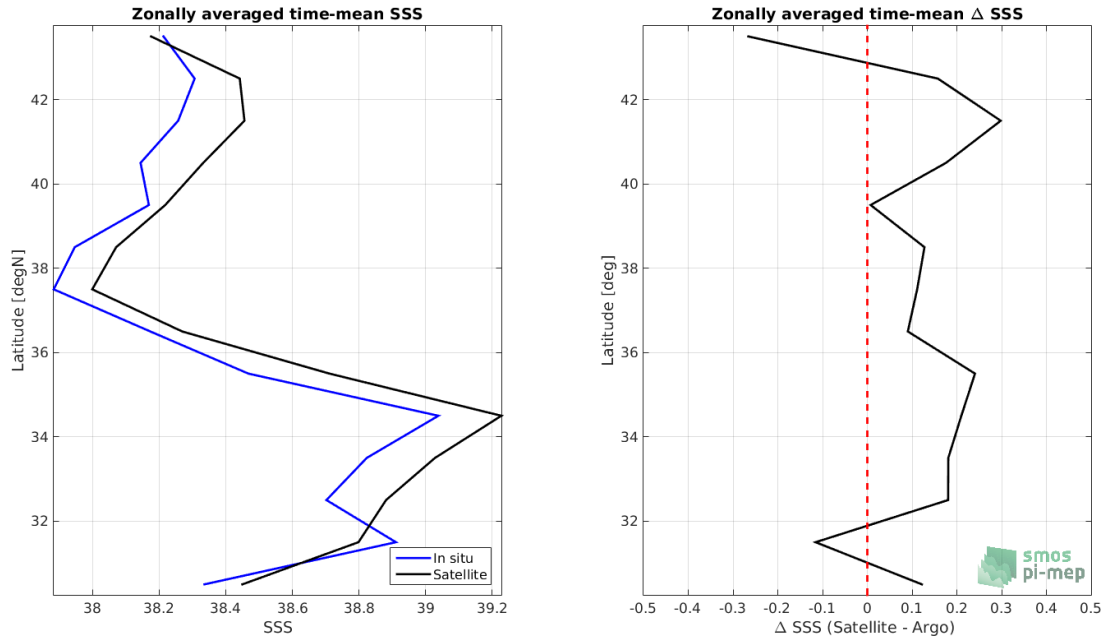 Zonally averaged time-mean SSS
Latitude [degN]
42
40
38
36
34
32
38 38.2 38.4 38.6 38.8 39 39.2
SSS
In situ
Satellite
Zonally averaged time-mean Δ SSS
Latitude [deg]
42
40
38
36
34
32
-0.5 -0.4 -0.3 -0.2 -0.1 0 0.1 0.2 0.3 0.4 0.5
Δ SSS (Satellite - Argo)
smos
pi-mep